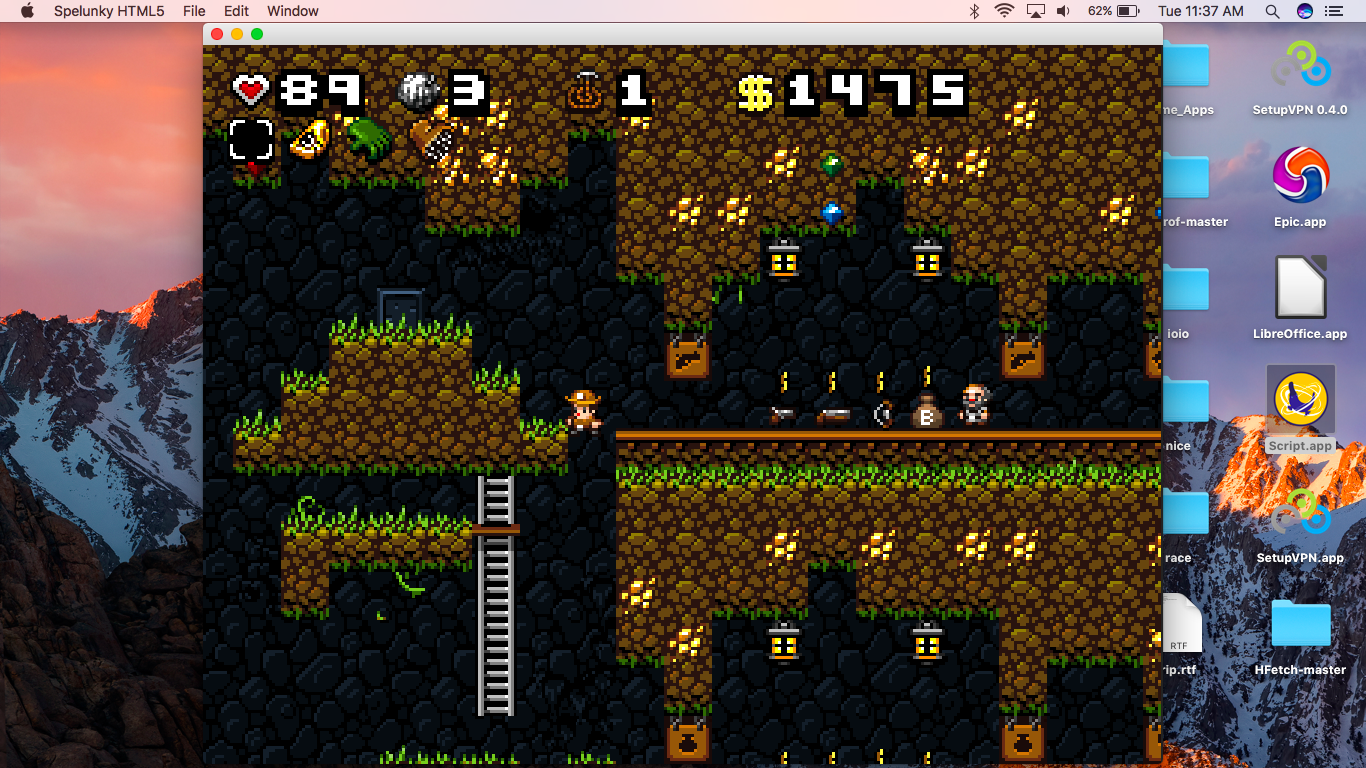 Spelunky HTML5 File Edit Window 62% Tue 11:37 AM
89 3 1 $1475
me_Apps SetupVPN 0.4.0
rof-master Epic.app
ioio LibreOffice.app
B
nice Script.app
race SetupVPN.app
RTF
rip.rtf HFetch-master